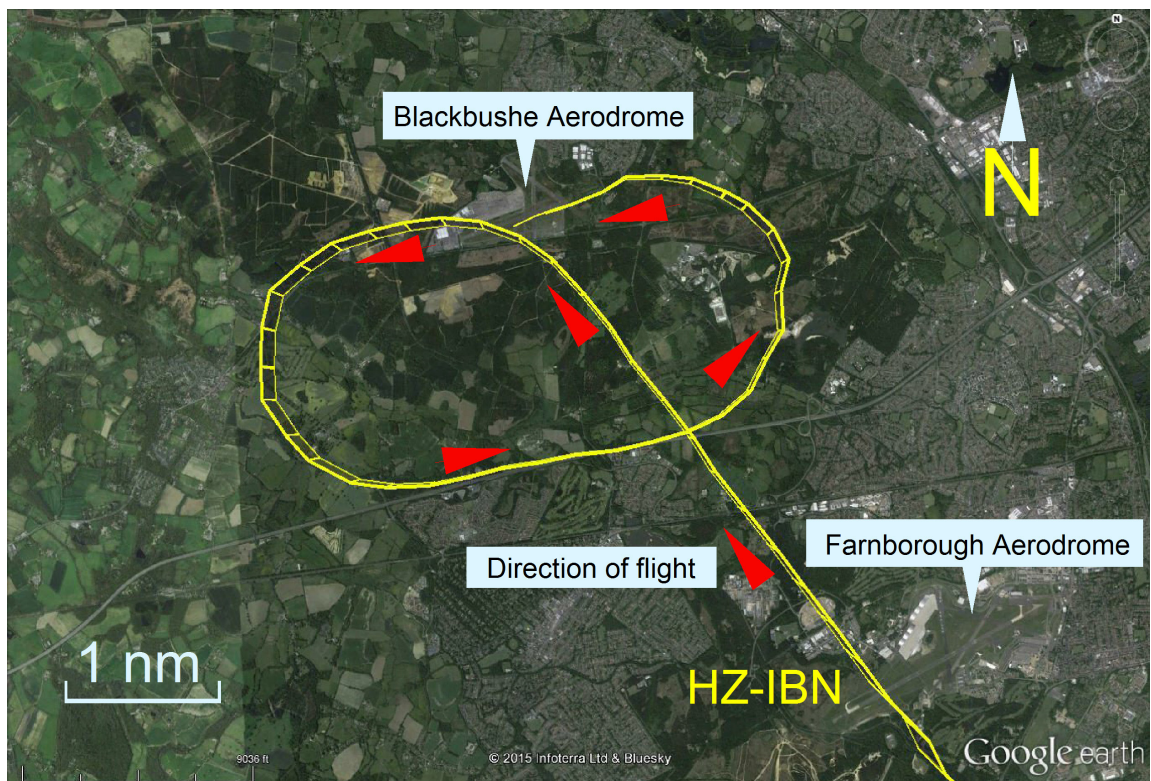 N
Blackbushe Aerodrome
N
Farnborough Aerodrome
Direction of flight
1 nm
HZ-IBN
9036 ft
© 2015 Infoterra Ltd & Bluesky
Google earth